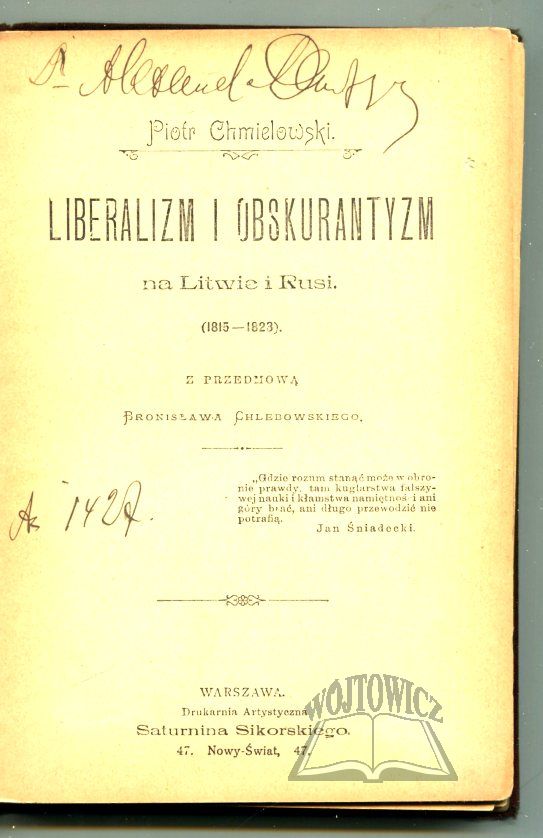 Piotr Chmielowski.
LIBERALIZM I OBSKURANTYZM
na Litwie i Rusi.
(1815—1823).
Z PRZEDMOWĄ
BRONISŁAWA CHLEBOWSKIEGO.
„Gdzie rozum stanąć może w obro-
nie prawdy, tam kuglarstwa fałszy-
wej nauki i kłamstwa namiętności ani
góry brać, ani długo przewodzić nie
potrafią.
Jan Śniadecki.
1427.
WARSZAWA.
Drukarnia Artystyczna
Saturnina Sikorskiego.
47. Nowy-Świat, 47.
WÓJTOWICZ